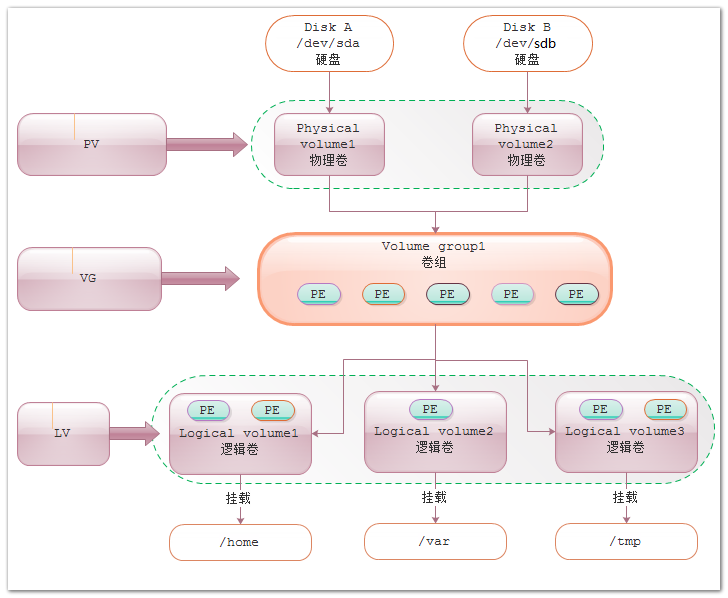 Disk A
/dev/sda
硬盘
Disk B
/dev/sdb
硬盘
PV
Physical
volume1
物理卷
Physical
volume2
物理卷
VG
Volume group1
卷组
PE PE PE PE PE
LV
PE PE
Logical volume1
逻辑卷
PE
Logical volume2
逻辑卷
PE PE
Logical volume3
逻辑卷
挂载 挂载 挂载
/home /var /tmp